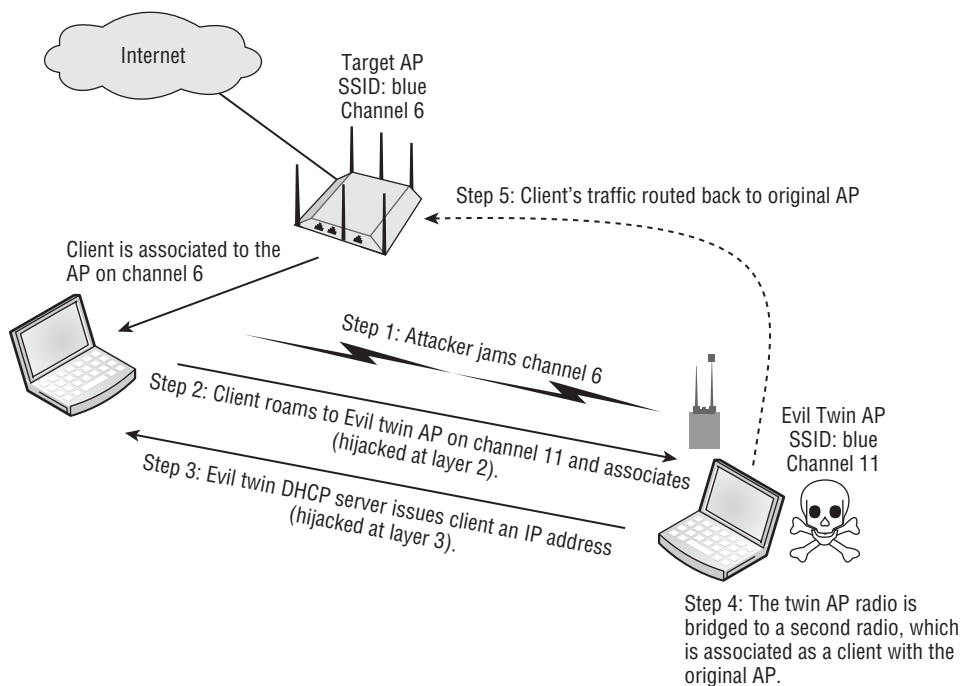 Internet
Target AP
SSID: blue
Channel 6
Step 5: Client's traffic routed back to original AP
Client is associated to the
AP on channel 6
Step 1: Attacker jams channel 6
Step 2: Client roams to Evil twin AP on channel 11 and associates
(hijacked at layer 2).
Step 3: Evil twin DHCP server issues client an IP address
(hijacked at layer 3).
Evil Twin AP
SSID: blue
Channel 11
Step 4: The twin AP radio is
bridged to a second radio, which
is associated as a client with the
original AP.